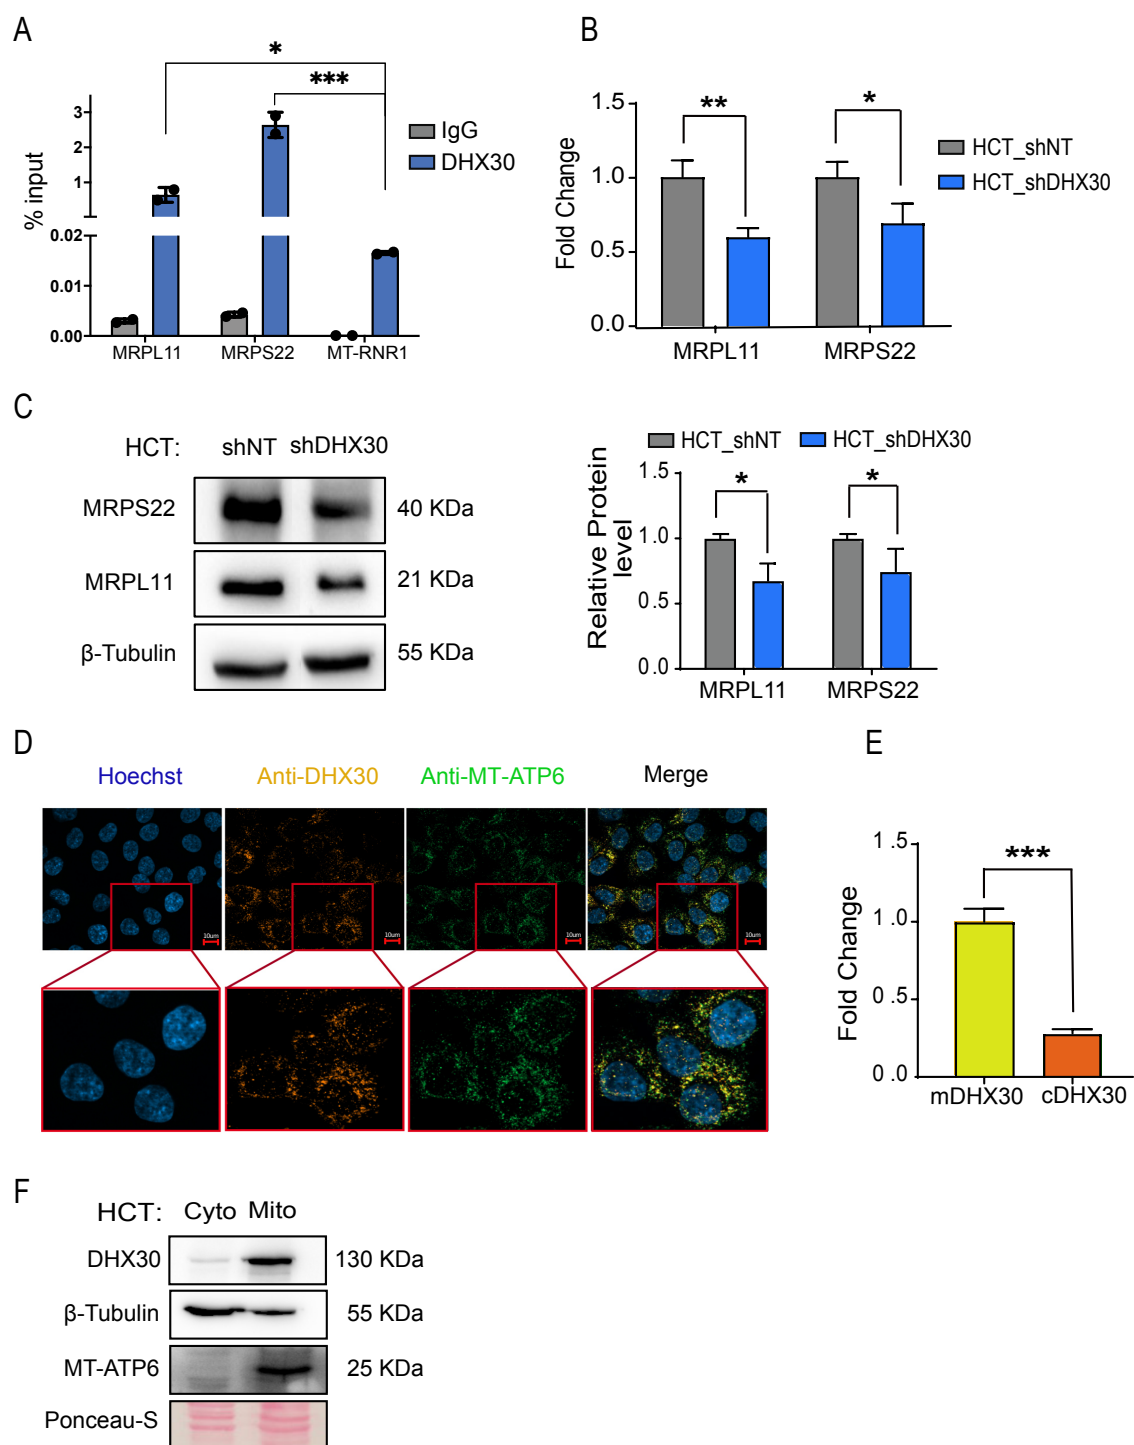 A
*
***
3
2
1
0.02
0.01
0.00
% input
IgG
DHX30
MRPL11 MRPS22 MT-RNR1
B
**
*
1.5
1.0
0.5
0.0
Fold Change
HCT_shNT
HCT_shDHX30
MRPL11 MRPS22
C
HCT: shNT shDHX30
MRPS22 40 KDa
MRPL11 21 KDa
β-Tubulin 55 KDa
HCT_shNT HCT_shDHX30
*
*
1.5
1.0
0.5
0.0
Relative Protein
level
MRPL11 MRPS22
D
Hoechst Anti-DHX30 Anti-MT-ATP6 Merge
10um 10um 10um 10um
E
***
1.5
1.0
0.5
0.0
Fold Change
mDHX30 cDHX30
F
HCT: Cyto Mito
DHX30 130 KDa
β-Tubulin 55 KDa
MT-ATP6 25 KDa
Ponceau-S